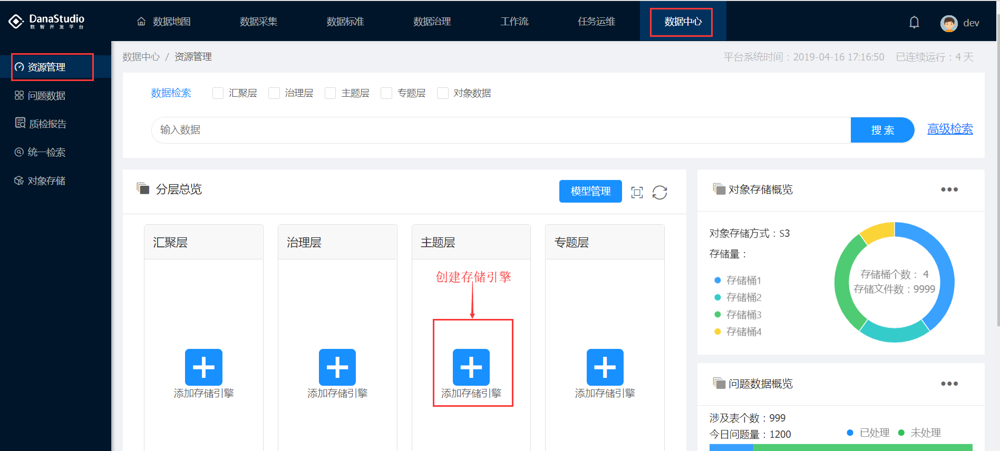 DanaStudio
数智开发平台
数据地图
数据采集
数据标准
数据治理
工作流
任务运维
数据中心
dev
资源管理
问题数据
质检报告
统一检索
对象存储
数据中心 / 资源管理
平台系统时间：2019-04-16 17:16:50 已连续运行：4 天
数据检索 汇聚层 治理层 主题层 专题层 对象数据
输入数据
搜 索
高级检索
分层总览
模型管理
汇聚层
治理层
主题层
专题层
创建存储引擎
添加存储引擎
添加存储引擎
添加存储引擎
添加存储引擎
对象存储概览
对象存储方式：S3
存储量：
存储桶1
存储桶2
存储桶3
存储桶4
存储桶个数： 4
存储文件数：9999
问题数据概览
涉及表个数：999
今日问题量：1200
已处理 未处理